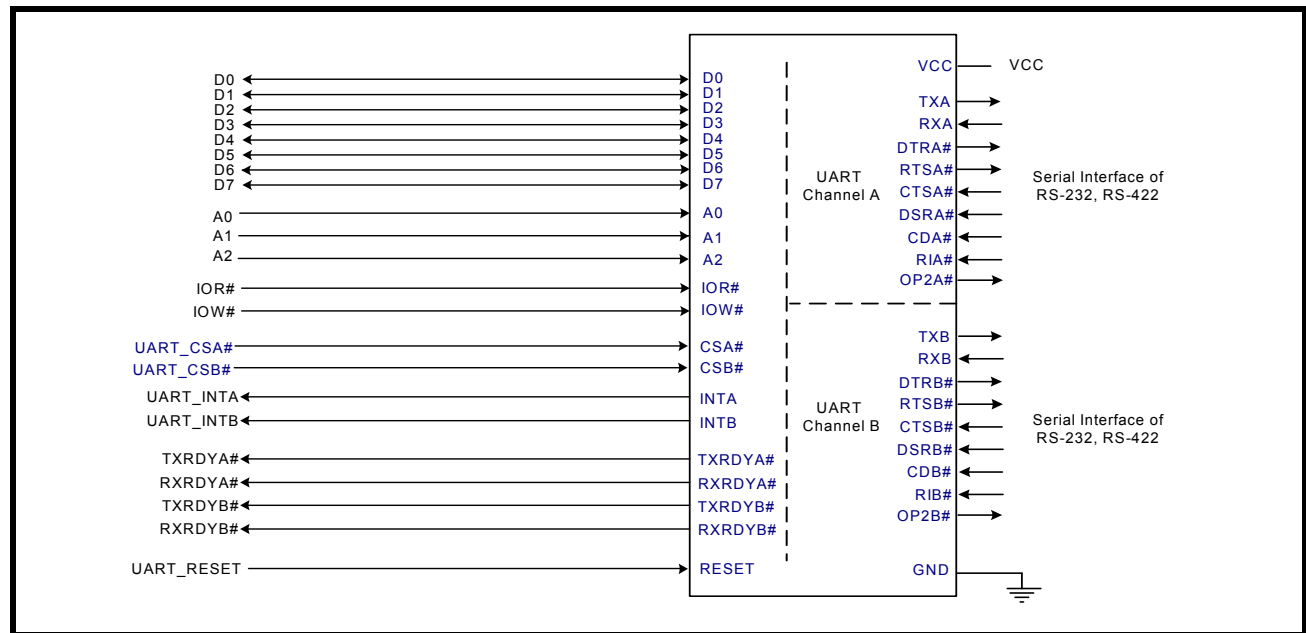 D0 D0
D1 D1
D2 D2
D3 D3
D4 D4
D5 D5
D6 D6
D7 D7
A0 A0
A1 A1
A2 A2
IOR# IOR#
IOW# IOW#
UART_CSA# CSA#
UART_CSB# CSB#
UART_INTA INTA
UART_INTB INTB
TXRDYA# TXRDYA#
RXRDYA# RXRDYA#
TXRDYB# TXRDYB#
RXRDYB# RXRDYB#
UART_RESET RESET
UART
Channel A
UART
Channel B
VCC VCC
TXA
RXA
DTRA#
RTSA#
CTSA#
DSRA#
CDA#
RIA#
OP2A#
Serial Interface of
RS-232, RS-422
TXB
RXB
DTRB#
RTSB#
CTSB#
DSRB#
CDB#
RIB#
OP2B#
Serial Interface of
RS-232, RS-422
GND